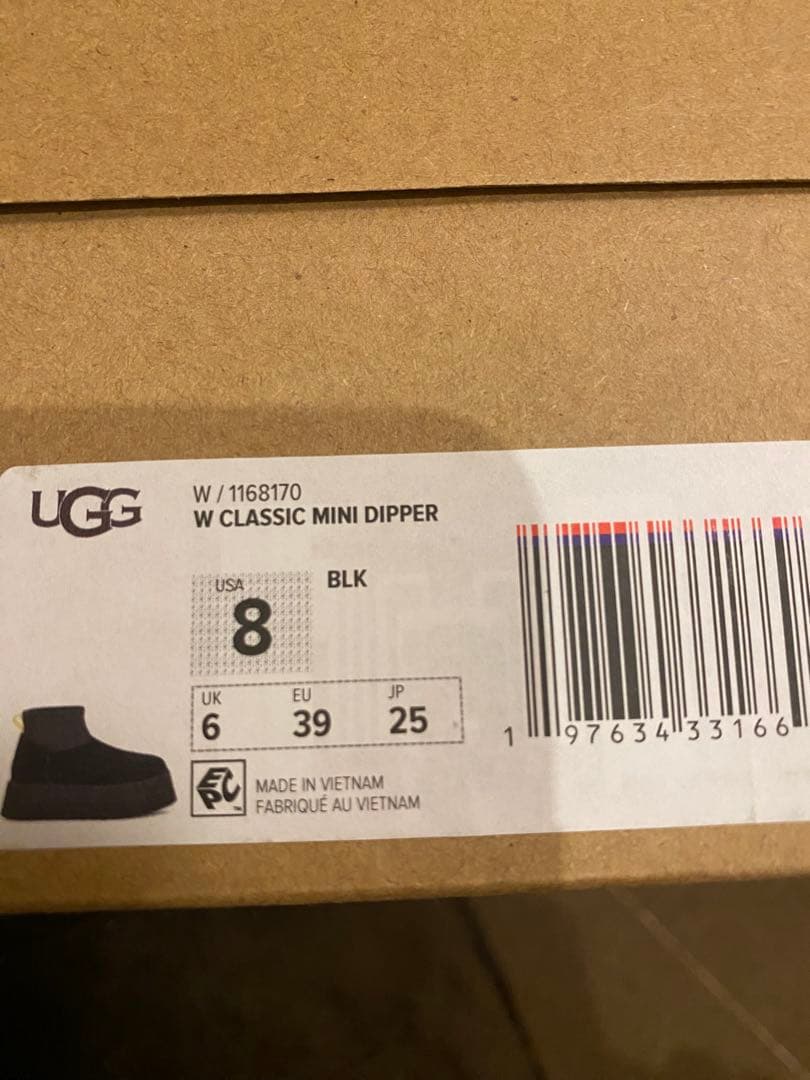 UGG
W / 1168170
W CLASSIC MINI DIPPER
USA
8
BLK
UK EU JP
6 39 25
1 97634 33166
EPC
MADE IN VIETNAM
FABRIQUÉ AU VIETNAM